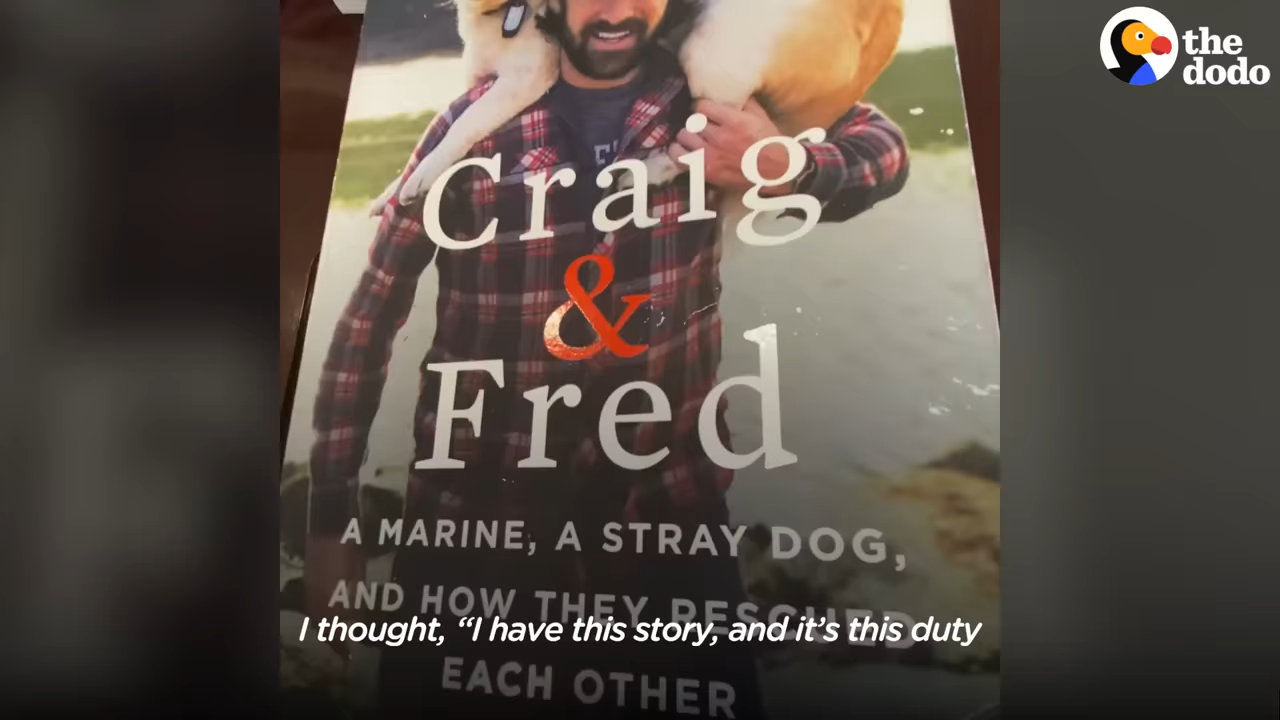 the
dodo
Craig
&
Fred
A MARINE, A STRAY DOG,
AND HOW THEY RESCUED
I thought, “I have this story, and it’s this duty
EACH OTHER